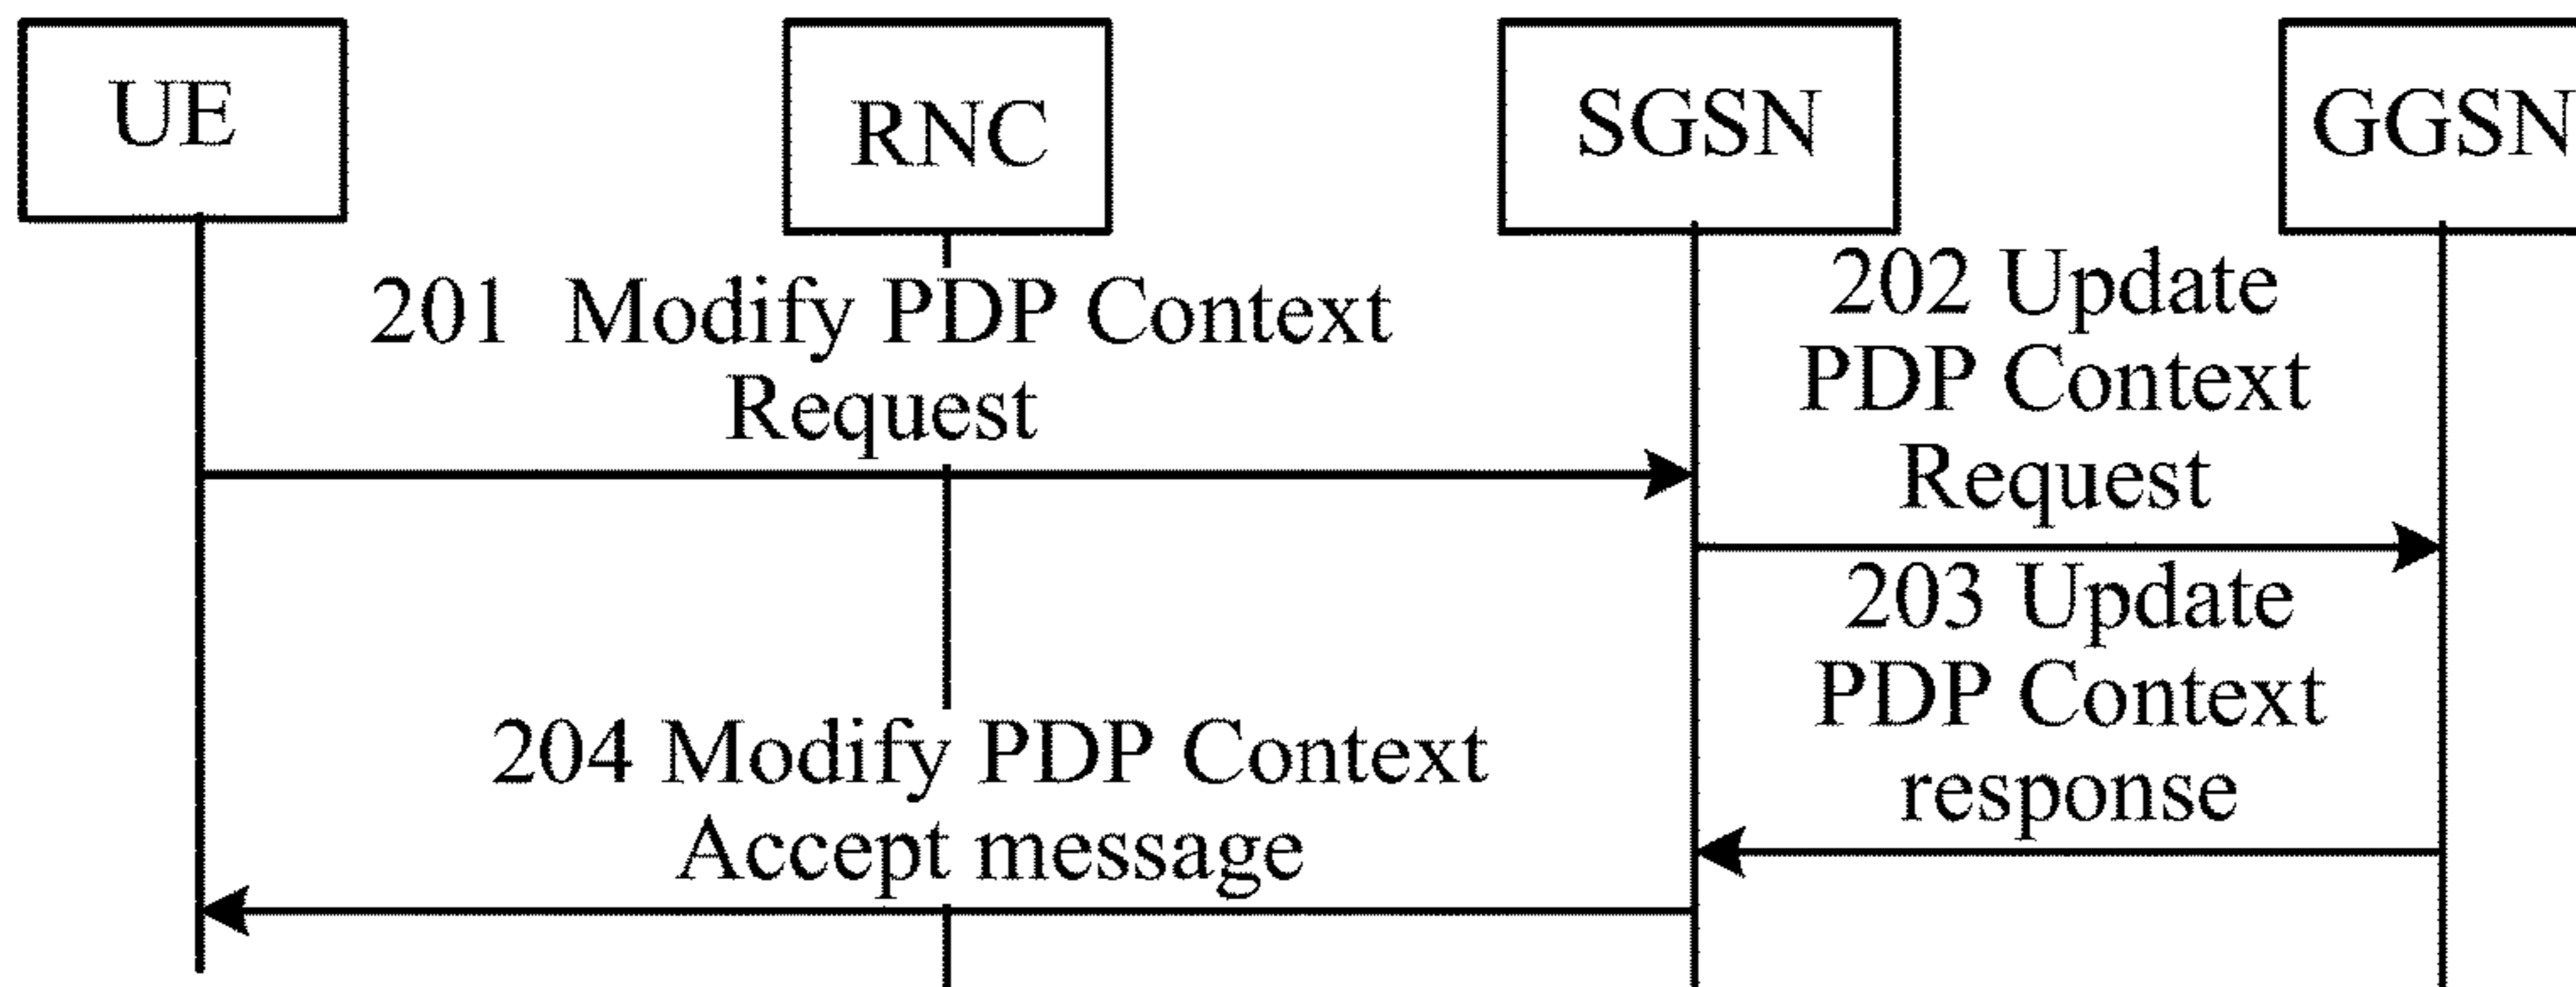 UE
RNC
SGSN
GGSN
201 Modify PDP Context
Request
202 Update
PDP Context
Request
203 Update
PDP Context
response
204 Modify PDP Context
Accept message